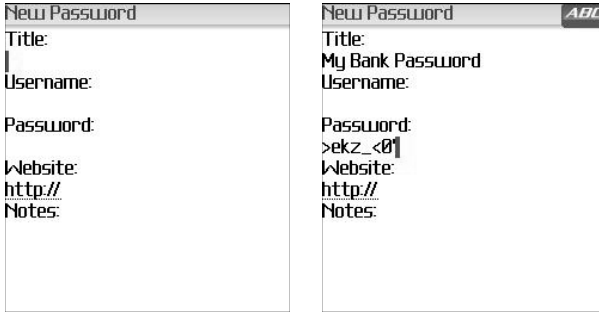 New Password
Title:
Username:
Password:
Website:
http://
Notes:
New Password
ABC
Title:
My Bank Password
Username:
Password:
>ekz_<0"
Website:
http://
Notes: